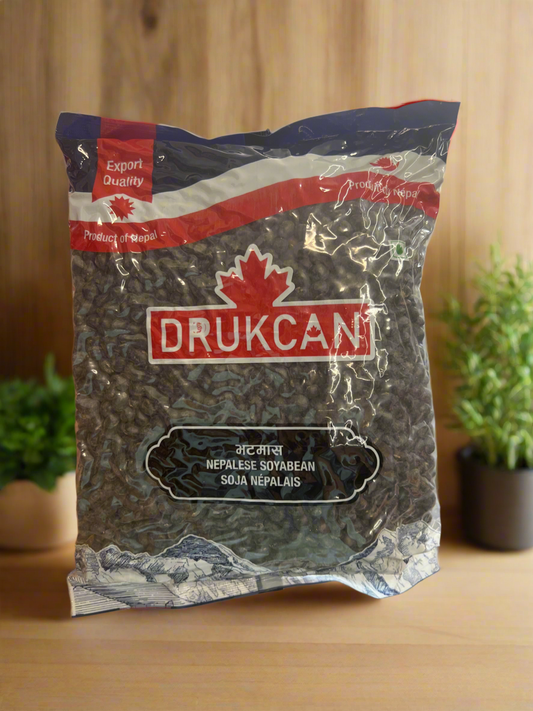 Export
Quality
Product of Nepal
Product of Nepal
DRUKCAN
भटमास
NEPALESE SOYABEAN
SOJA NÉPALAIS